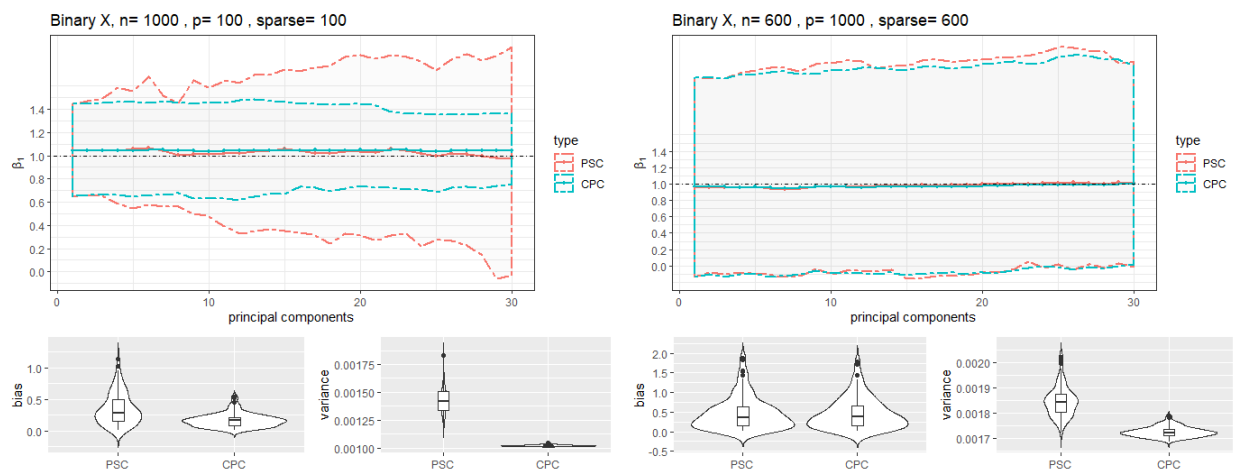 Binary X, n= 1000 , p= 100 , sparse= 100
β1
1.4
1.2
1.0
0.8
0.6
0.4
0.2
0.0
0
10
20
30
principal components
type
PSC
CPC
Binary X, n= 600 , p= 1000 , sparse= 600
β1
1.4
1.2
1.0
0.8
0.6
0.4
0.2
0.0
0
10
20
30
principal components
type
PSC
CPC
bias
1.0
0.5
0.0
PSC
CPC
variance
0.00175
0.00150
0.00125
0.00100
PSC
CPC
bias
2.0
1.5
1.0
0.5
0.0
-0.5
PSC
CPC
variance
0.0020
0.0019
0.0018
0.0017
PSC
CPC